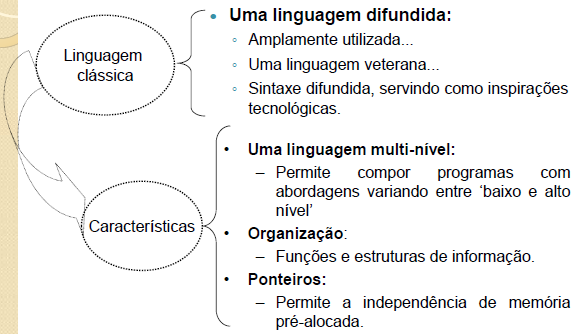 Linguagem
clássica
• Uma linguagem difundida:
◦ Amplamente utilizada...
◦ Uma linguagem veterana...
◦ Sintaxe difundida, servindo como inspirações
tecnológicas.
Características
• Uma linguagem multi-nível:
– Permite compor programas com
abordagens variando entre ‘baixo e alto
nível’
• Organização:
– Funções e estruturas de informação.
• Ponteiros:
– Permite a independência de memória
pré-alocada.